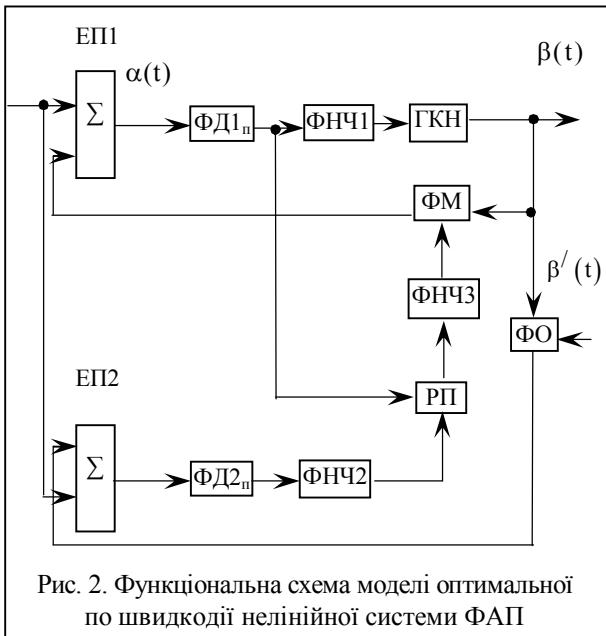 ЕП1
α(t)
β(t)
Σ
ФД1п
ФНЧ1
ГКН
ФМ
β/ (t)
ФНЧ3
ФО
ЕП2
РП
Σ
ФД2п
ФНЧ2
Рис. 2. Функціональна схема моделі оптимальної
по швидкодії нелінійної системи ФАП